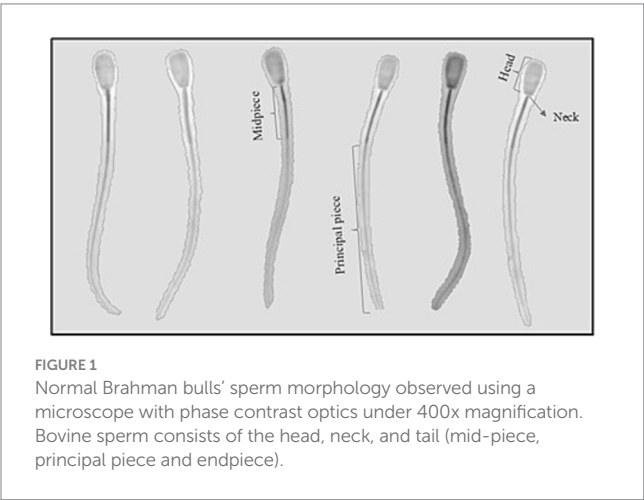 Midpiece
Principal piece
Head
Neck
FIGURE 1
Normal Brahman bulls’ sperm morphology observed using a
microscope with phase contrast optics under 400x magnification.
Bovine sperm consists of the head, neck, and tail (mid-piece,
principal piece and endpiece).